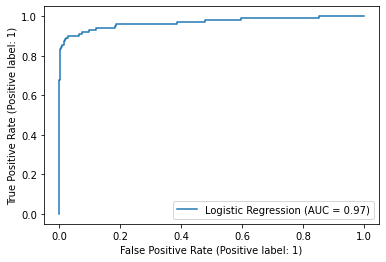 True Positive Rate (Positive label: 1)
1.0
0.8
0.6
0.4
0.2
0.0
Logistic Regression (AUC = 0.97)
0.0 0.2 0.4 0.6 0.8 1.0
False Positive Rate (Positive label: 1)